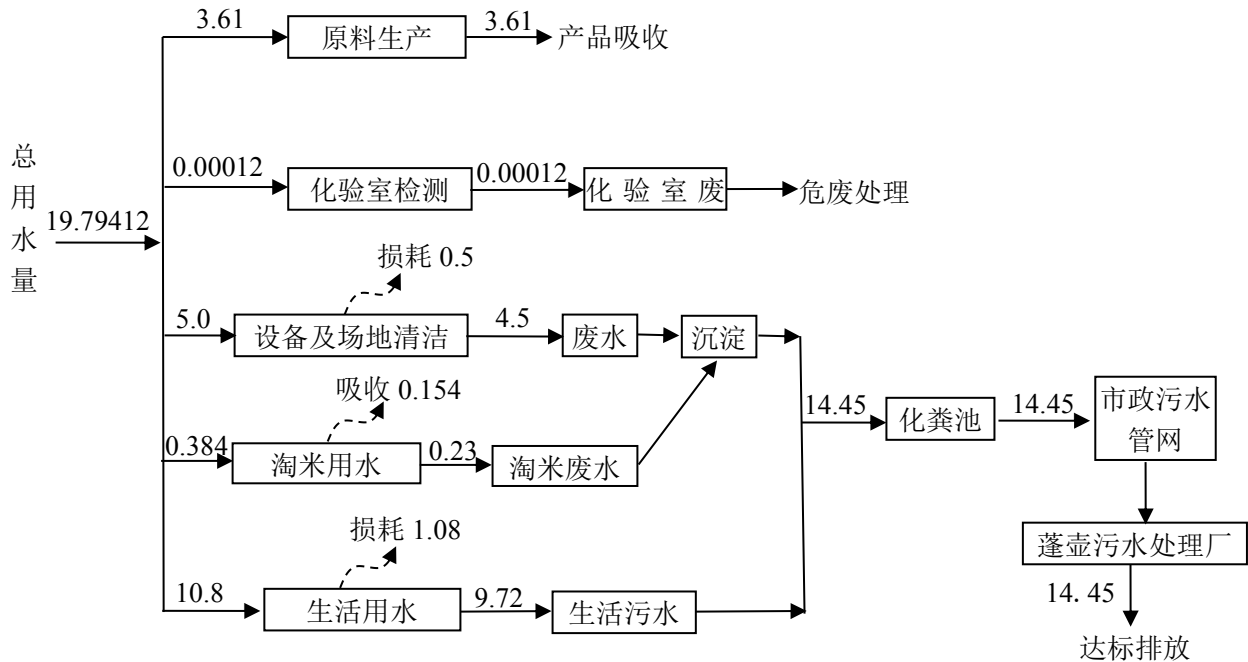 3.61
原料生产
3.61
产品吸收
总用水量
19.79412
0.00012
化验室检测
0.00012
化验室废
危废处理
损耗 0.5
5.0
设备及场地清洁
4.5
废水
沉淀
吸收 0.154
0.384
淘米用水
0.23
淘米废水
14.45
化粪池
14.45
市政污水
管网
损耗 1.08
10.8
生活用水
9.72
生活污水
蓬壶污水处理厂
14. 45
达标排放